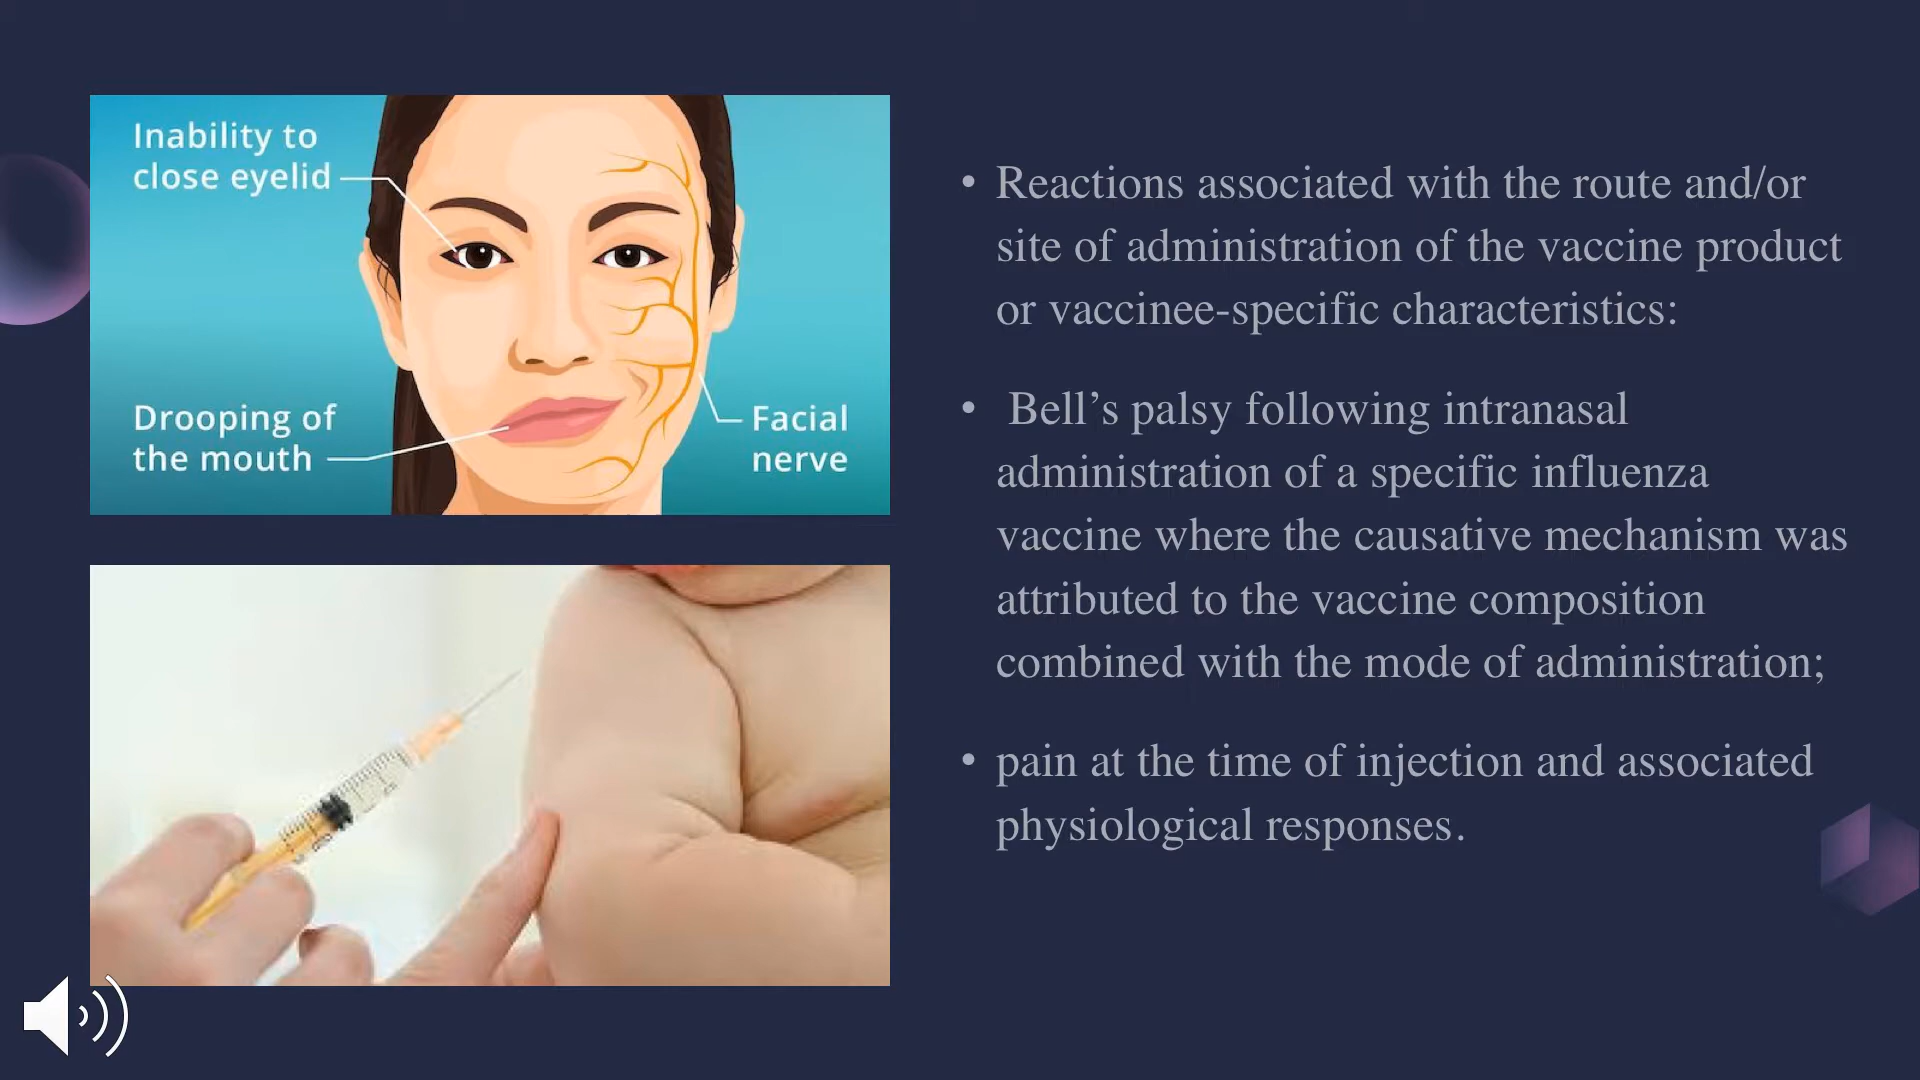 Inability to
close eyelid
Drooping of
the mouth
Facial
nerve
• Reactions associated with the route and/or
site of administration of the vaccine product
or vaccinee-specific characteristics:
• Bell’s palsy following intranasal
administration of a specific influenza
vaccine where the causative mechanism was
attributed to the vaccine composition
combined with the mode of administration;
• pain at the time of injection and associated
physiological responses.